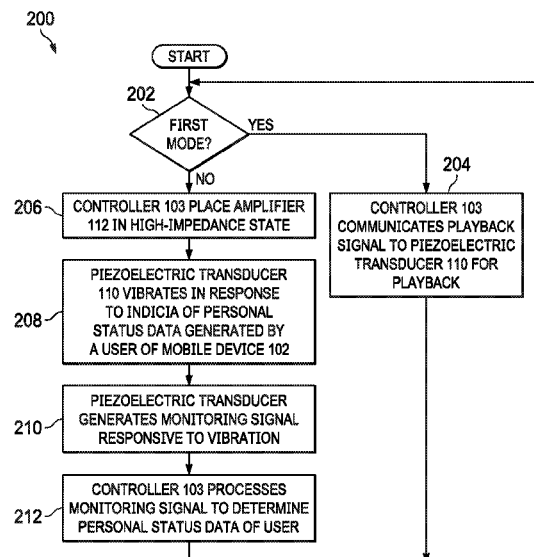 200
START
202
FIRST
MODE?
YES
NO
204
206
CONTROLLER 103 PLACE AMPLIFIER
112 IN HIGH-IMPEDANCE STATE
CONTROLLER 103
COMMUNICATES PLAYBACK
SIGNAL TO PIEZOELECTRIC
TRANSDUCER 110 FOR
PLAYBACK
208
PIEZOELECTRIC TRANSDUCER
110 VIBRATES IN RESPONSE
TO INDICIA OF PERSONAL
STATUS DATA GENERATED BY
A USER OF MOBILE DEVICE 102
210
PIEZOELECTRIC TRANSDUCER
GENERATES MONITORING SIGNAL
RESPONSIVE TO VIBRATION
212
CONTROLLER 103 PROCESSES
MONITORING SIGNAL TO DETERMINE
PERSONAL STATUS DATA OF USER